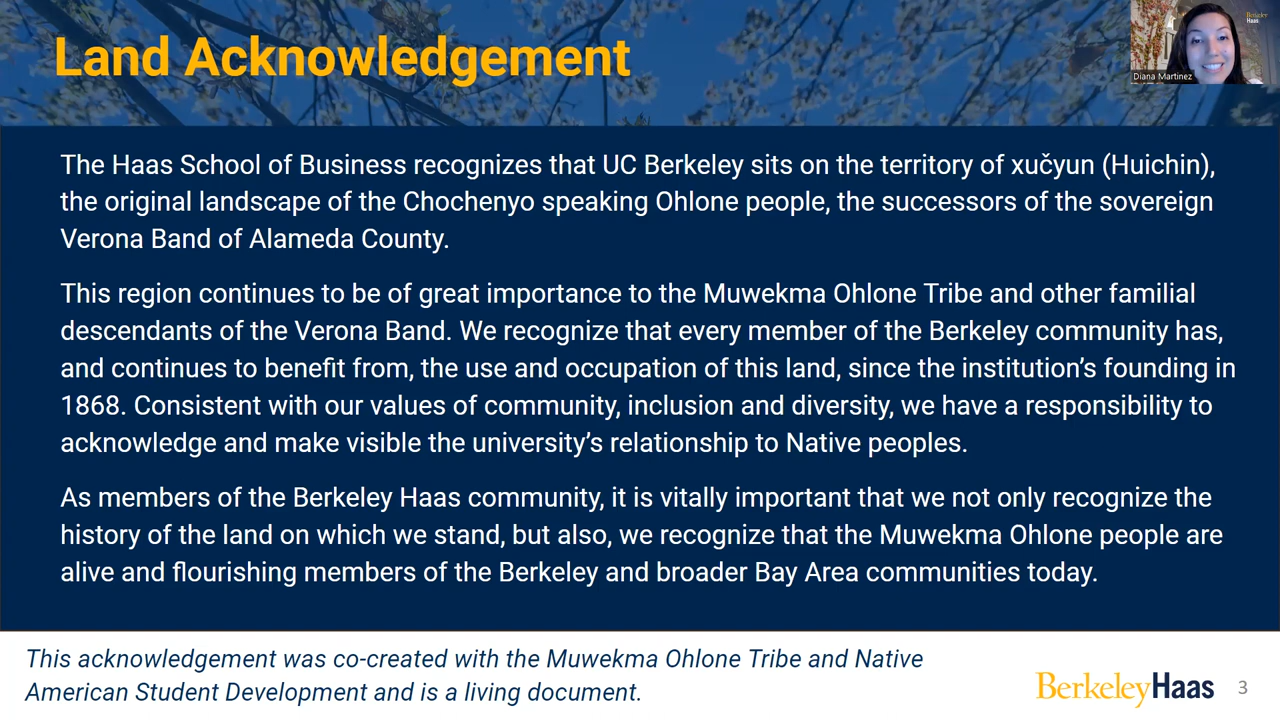 Land Acknowledgement
Berkeley
Haas
Diana Martinez
The Haas School of Business recognizes that UC Berkeley sits on the territory of xučyun (Huichin),
the original landscape of the Chochenyo speaking Ohlone people, the successors of the sovereign
Verona Band of Alameda County.
This region continues to be of great importance to the Muwekma Ohlone Tribe and other familial
descendants of the Verona Band. We recognize that every member of the Berkeley community has,
and continues to benefit from, the use and occupation of this land, since the institution’s founding in
1868. Consistent with our values of community, inclusion and diversity, we have a responsibility to
acknowledge and make visible the university’s relationship to Native peoples.
As members of the Berkeley Haas community, it is vitally important that we not only recognize the
history of the land on which we stand, but also, we recognize that the Muwekma Ohlone people are
alive and flourishing members of the Berkeley and broader Bay Area communities today.
This acknowledgement was co-created with the Muwekma Ohlone Tribe and Native
American Student Development and is a living document.
BerkeleyHaas 3